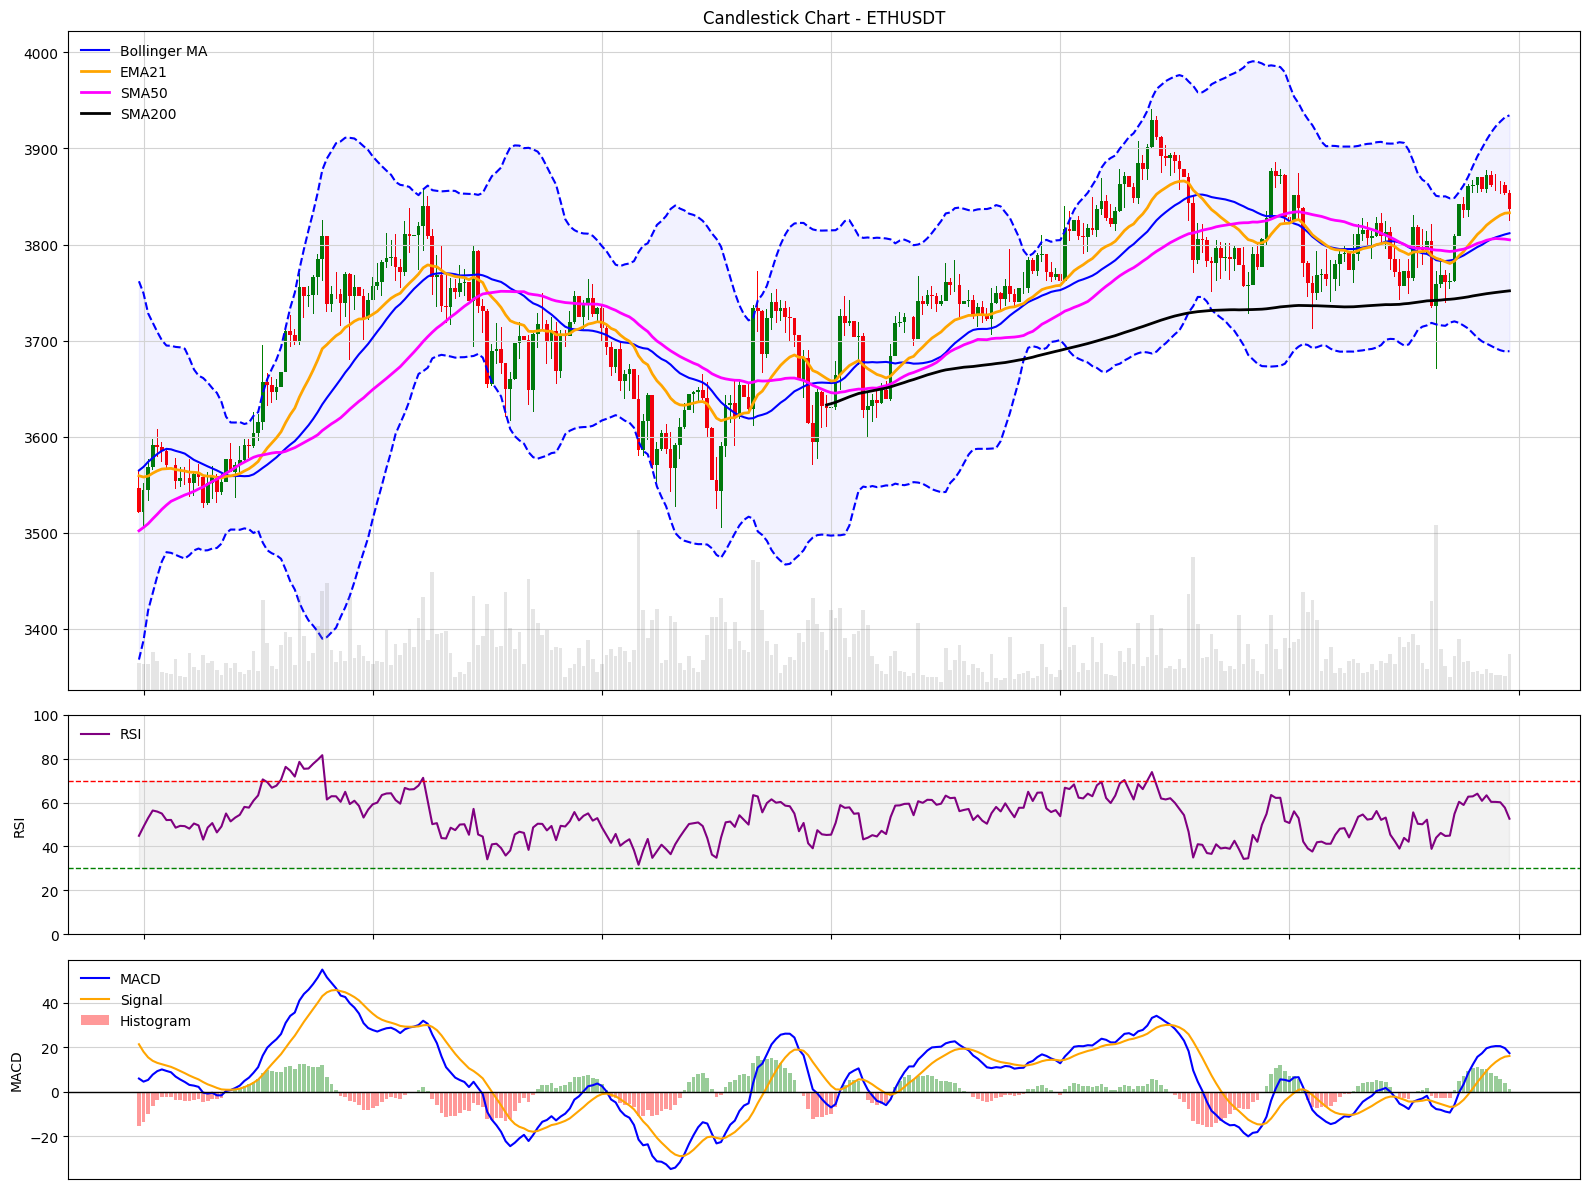 Candlestick Chart - ETHUSDT
Bollinger MA
EMA21
SMA50
SMA200
4000
3900
3800
3700
3600
3500
3400
RSI
100
80
60
40
20
0
RSI
MACD
Signal
Histogram
40
20
0
−20
MACD